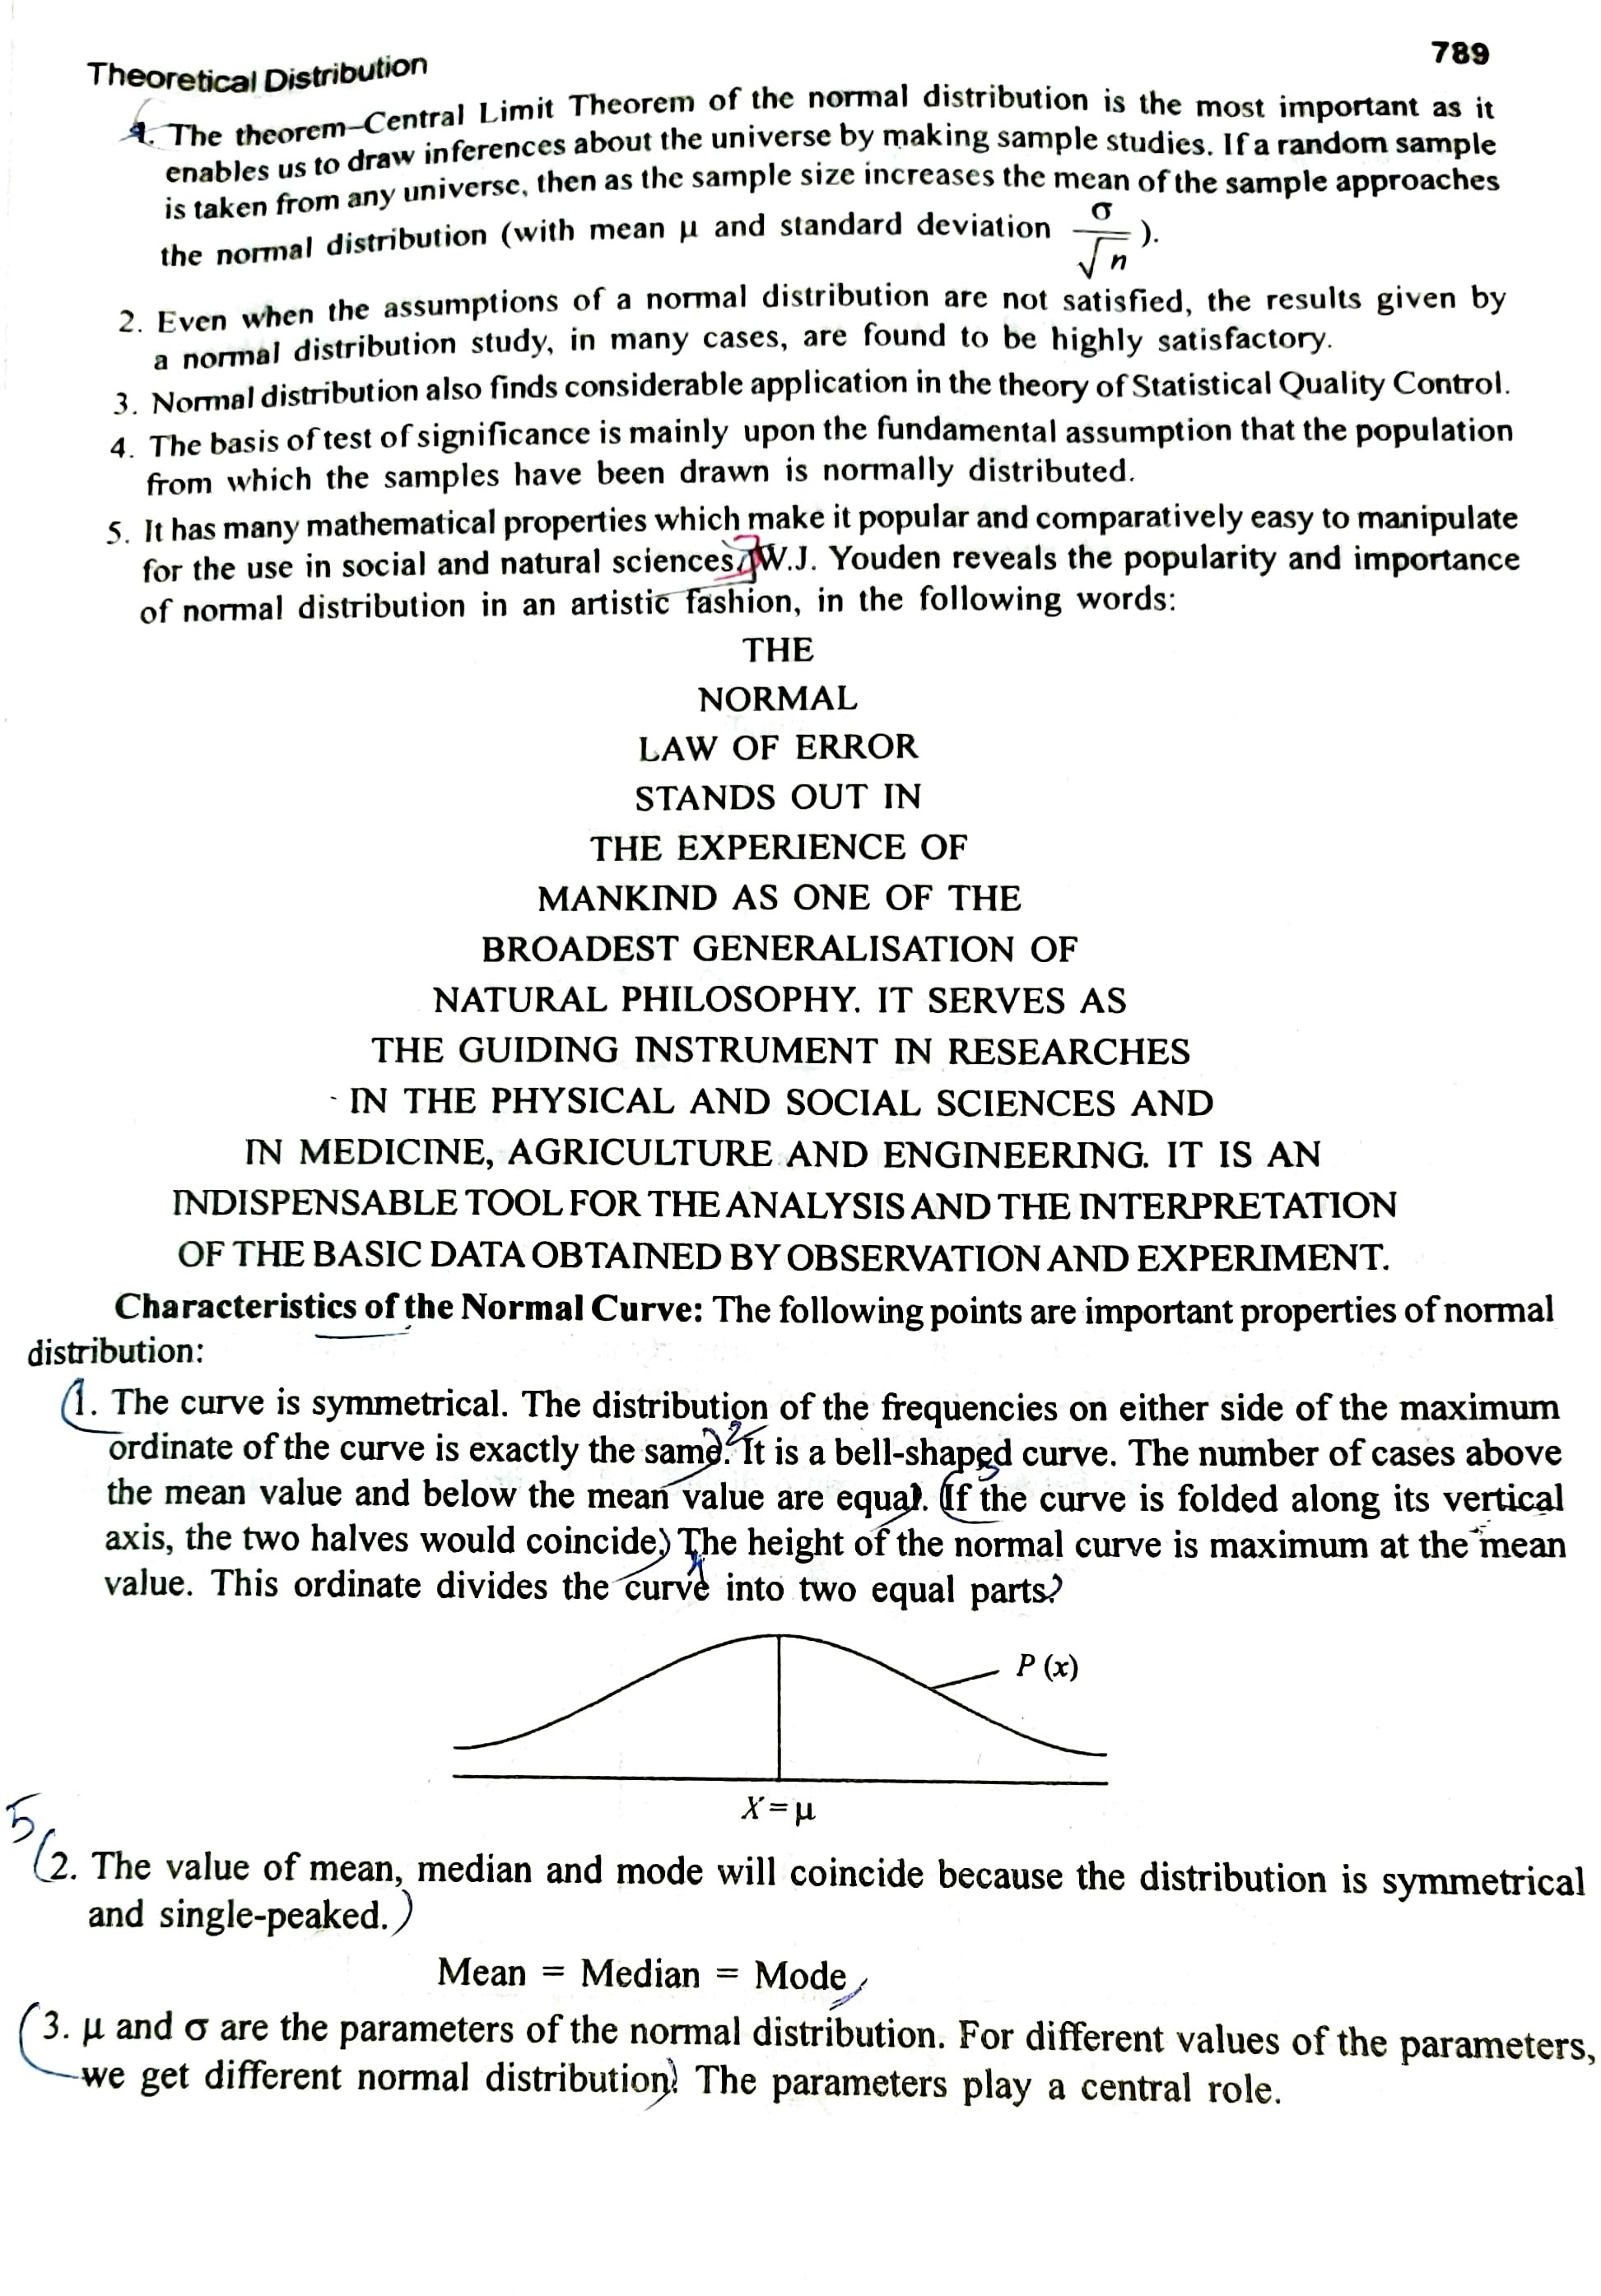 789
Theoretical Distribution
1. The theorem–Central Limit Theorem of the normal distribution is the most important as it
enables us to draw inferences about the universe by making sample studies. If a random sample
is taken from any universe, then as the sample size increases the mean of the sample approaches
the normal distribution (with mean μ and standard deviation σ/√n).
2. Even when the assumptions of a normal distribution are not satisfied, the results given by
a normal distribution study, in many cases, are found to be highly satisfactory.
3. Normal distribution also finds considerable application in the theory of Statistical Quality Control.
4. The basis of test of significance is mainly upon the fundamental assumption that the population
from which the samples have been drawn is normally distributed.
5. It has many mathematical properties which make it popular and comparatively easy to manipulate
for the use in social and natural sciences. W.J. Youden reveals the popularity and importance
of normal distribution in an artistic fashion, in the following words:
THE
NORMAL
LAW OF ERROR
STANDS OUT IN
THE EXPERIENCE OF
MANKIND AS ONE OF THE
BROADEST GENERALISATION OF
NATURAL PHILOSOPHY. IT SERVES AS
THE GUIDING INSTRUMENT IN RESEARCHES
IN THE PHYSICAL AND SOCIAL SCIENCES AND
IN MEDICINE, AGRICULTURE AND ENGINEERING. IT IS AN
INDISPENSABLE TOOL FOR THE ANALYSIS AND THE INTERPRETATION
OF THE BASIC DATA OBTAINED BY OBSERVATION AND EXPERIMENT.
Characteristics of the Normal Curve: The following points are important properties of normal
distribution:
1. The curve is symmetrical. The distribution of the frequencies on either side of the maximum
ordinate of the curve is exactly the same. 2 It is a bell-shaped curve. The number of cases above
the mean value and below the mean value are equal. 3 (If the curve is folded along its vertical
axis, the two halves would coincide.) The height of the normal curve is maximum at the mean
value. This ordinate divides the curve into two equal parts.
P (x)
X = μ
5
(2. The value of mean, median and mode will coincide because the distribution is symmetrical
and single-peaked.)
Mean = Median = Mode
(3. μ and σ are the parameters of the normal distribution. For different values of the parameters,
we get different normal distribution.) The parameters play a central role.